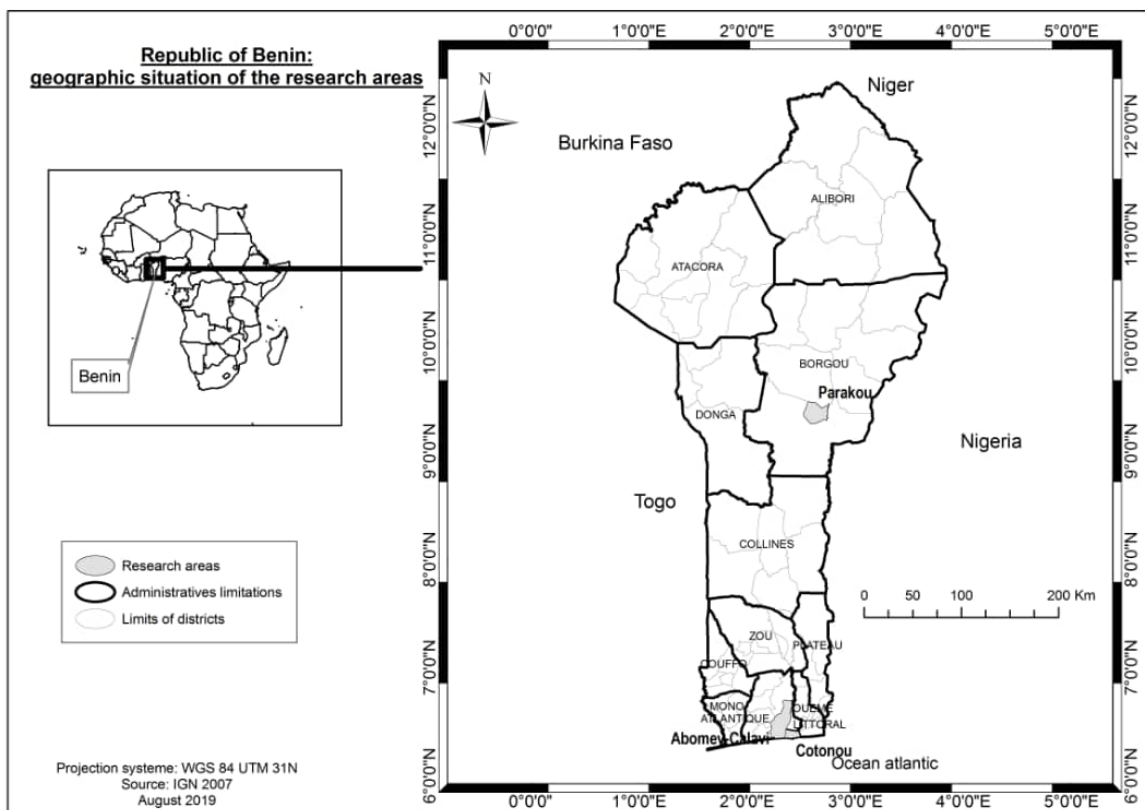 Republic of Benin:
geographic situation of the research areas
Benin
Research areas
Administratives limitations
Limits of districts
Projection systeme: WGS 84 UTM 31N
Source: IGN 2007
August 2019
0°0'0"E 1°0'0"E 2°0'0"E 3°0'0"E 4°0'0"E 5°0'0"E
N
Niger
Burkina Faso
ALIBORI
ATACORA
BORGOU
Parakou
DONGA
Nigeria
Togo
COLLINES
0 50 100 200 Km
ZOU
PLATEAU
COUFFO
MONO
OUEME
ATLANTIQUE
LITTORAL
Abomey-Calavi
Cotonou
Ocean atlantic
12°0'0"N
11°0'0"N
10°0'0"N
9°0'0"N
8°0'0"N
7°0'0"N
6°0'0"N
12°0'0"N
11°0'0"N
10°0'0"N
9°0'0"N
8°0'0"N
7°0'0"N
6°0'0"N
0°0'0"E 1°0'0"E 2°0'0"E 3°0'0"E 4°0'0"E 5°0'0"E